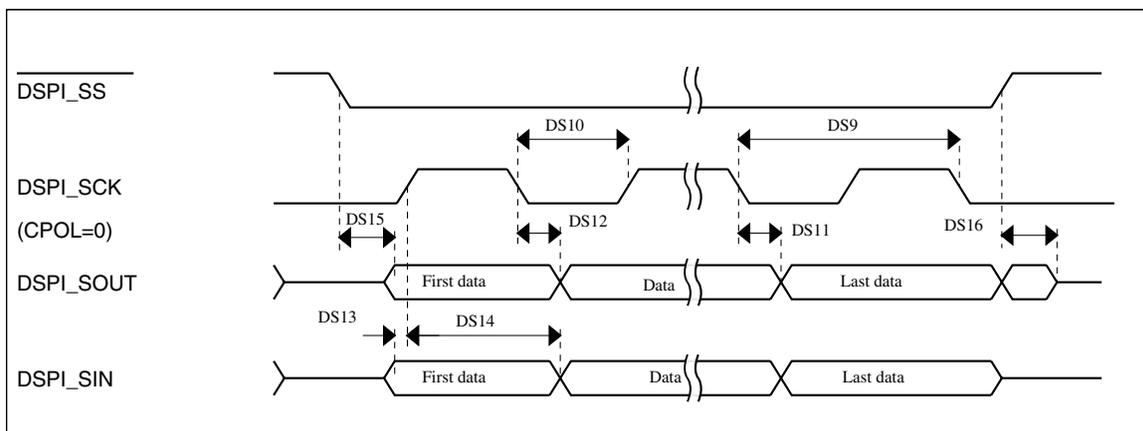 DSPI_SS
DS10
DS9
DSPI_SCK
DS15
DS12
DS11
DS16
(CPOL=0)
DSPI_SOUT
First data
Data
Last data
DS13
DS14
DSPI_SIN
First data
Data
Last data